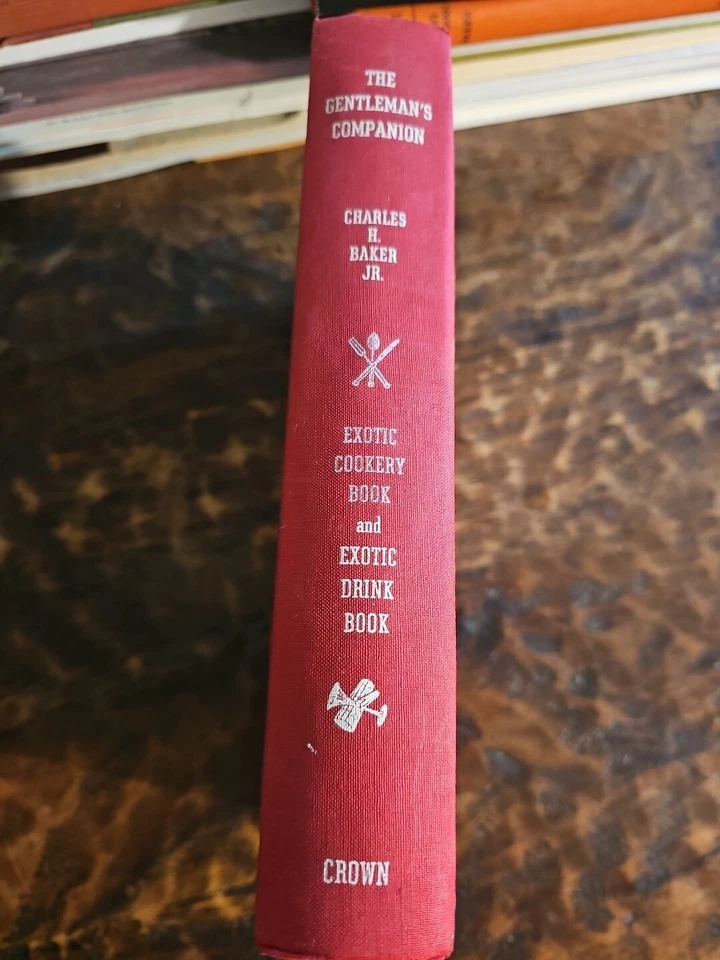 THE
GENTLEMAN'S
COMPANION
CHARLES
H.
BAKER
JR.
EXOTIC
COOKERY
BOOK
and
EXOTIC
DRINK
BOOK
CROWN